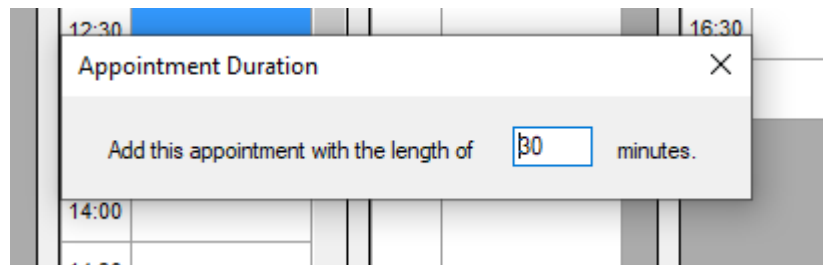 12:30
16:30
Appointment Duration
Add this appointment with the length of 30 minutes.
14:00